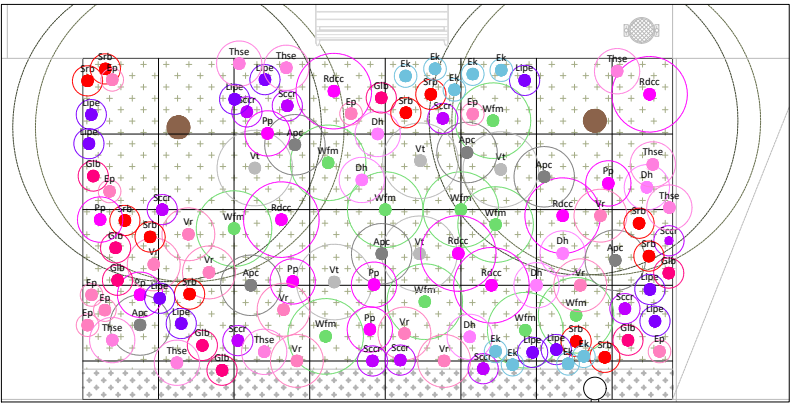 Thse
Thse
Ek
Ek
Ek
Ek
Thse
Srb
Srb
Ep
Lipe
Ek
Lipe
Rdcc
Rdcc
Lipe
Sccr
Sccr
Glb
Srb
Srb
Lipe
Ep
Sccr
Ep
Wfm
Lipe
Pp
Apc
Dh
Apc
Glb
Vt
Wfm
Vt
Vt
Thse
Ep
Dh
Apc
Pp
Dh
Thse
Pp
Srb
Sccr
Rdcc
Wfm
Wfm
Rdcc
Vr
Srb
Srb
Vr
Wfm
Wfm
Sccr
Glb
Vr
Apc
Vt
Rdcc
Dh
Apc
Srb
Glb
Vr
Glb
Ep
Pp
Lipe
Srb
Apc
Pp
Vt
Pp
Rdcc
Dh
Vr
Lipe
Ep
Apc
Lipe
Vr
Wfm
Wfm
Sccr
Lipe
Thse
Glb
Sccr
Wfm
Pp
Vr
Dh
Wfm
Srb
Glb
Thse
Glb
Thse
Vr
Sccr
Sccr
Vr
Sccr
Ek
Ek
Lipe
Lipe
Ek
Ek
Srb
Ep